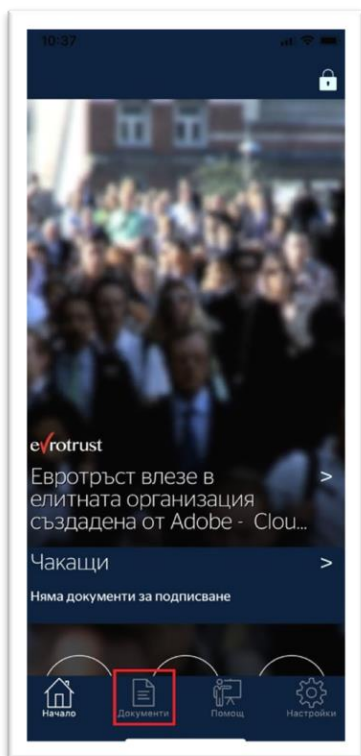 10:37
evrotrust
Евротръст влезе в >
елитната организация
създадена от Adobe - Clou...
Чакащи >
Няма документи за подписване
Начало Документи Помощ Настройки